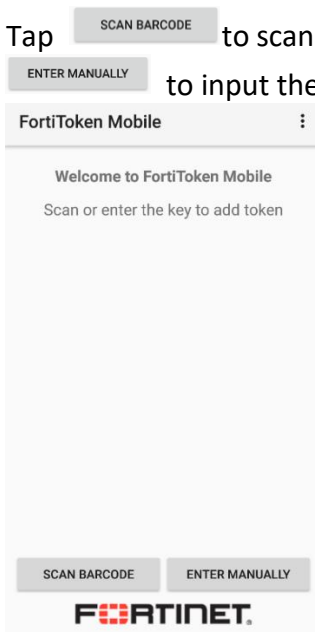 Tap SCAN BARCODE to scan
ENTER MANUALLY to input the
FortiToken Mobile
Welcome to FortiToken Mobile
Scan or enter the key to add token
SCAN BARCODE ENTER MANUALLY
FORTINET.